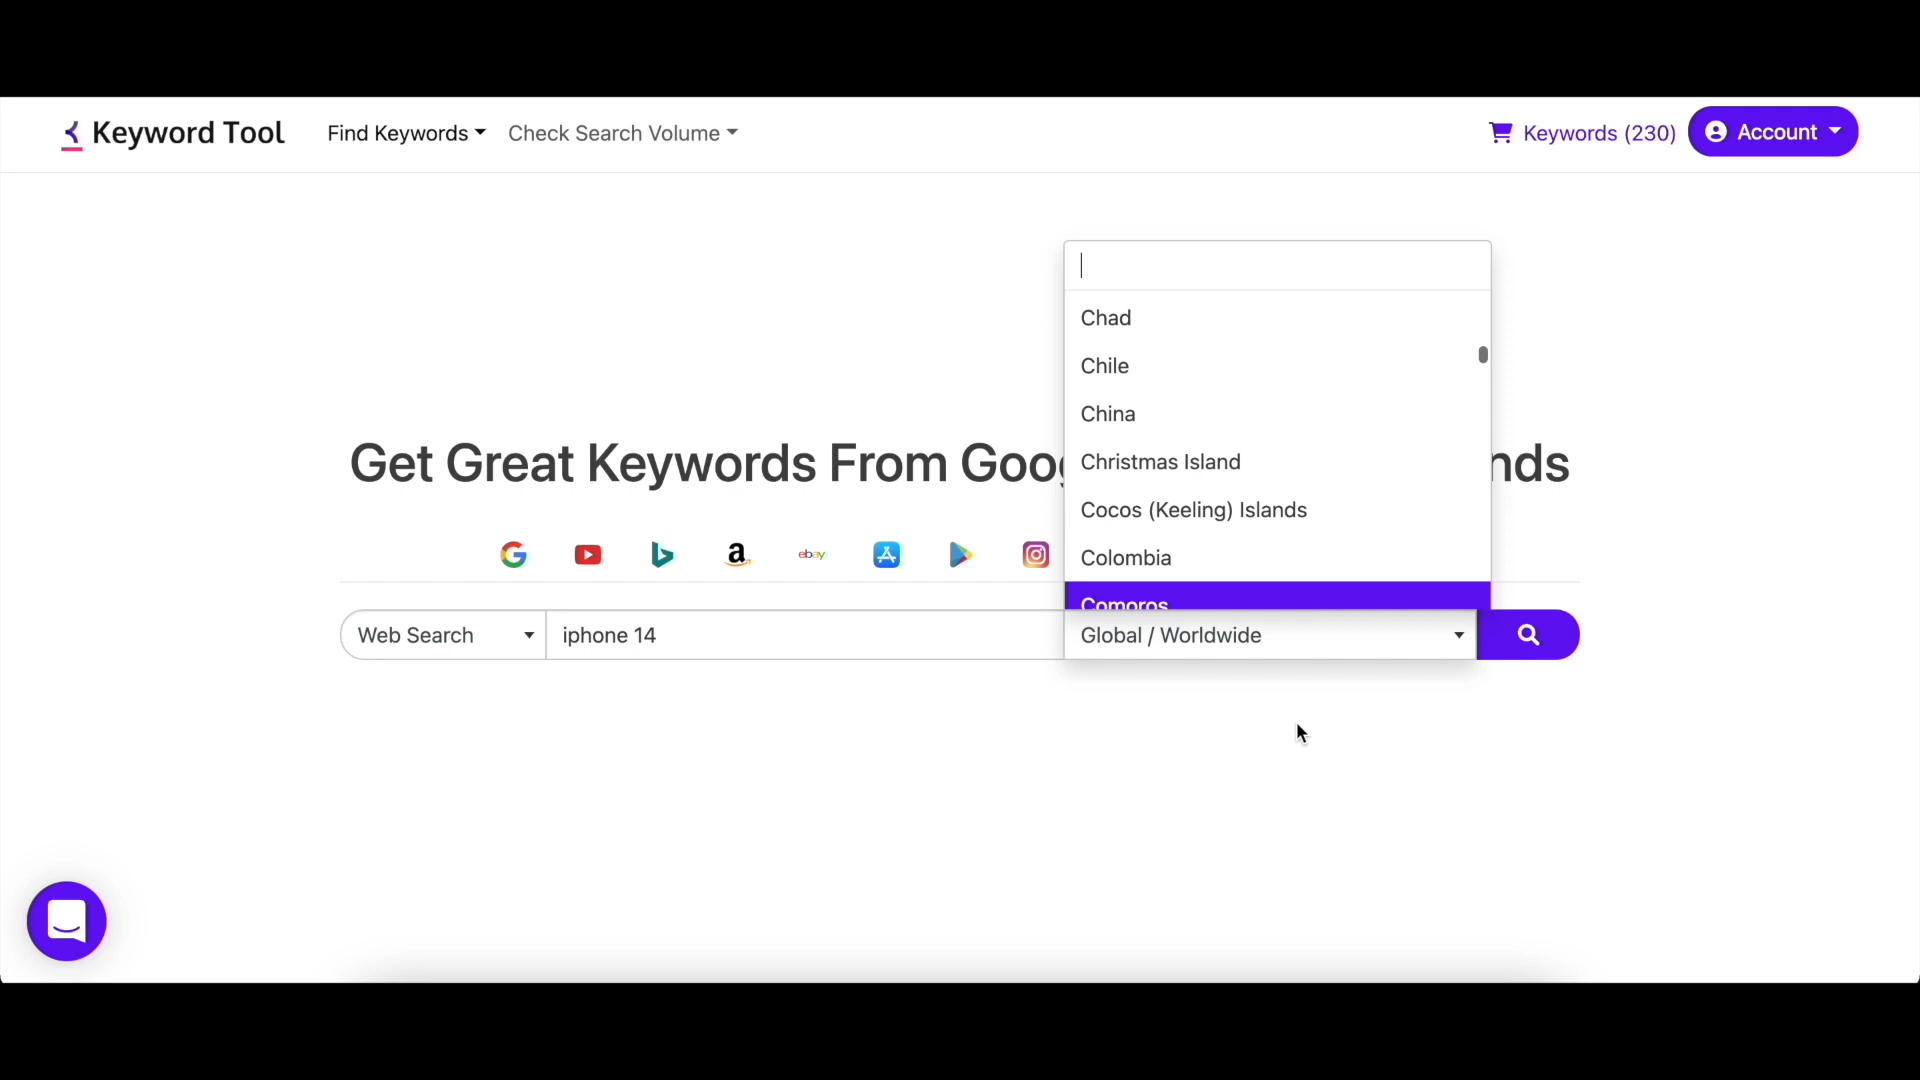 Keyword Tool
Find Keywords
Check Search Volume
Keywords (230)
Account
Chad
Chile
China
Christmas Island
Cocos (Keeling) Islands
Colombia
Comoros
Get Great Keywords From Goog
nds
a
ebay
Web Search
iphone 14
Global / Worldwide